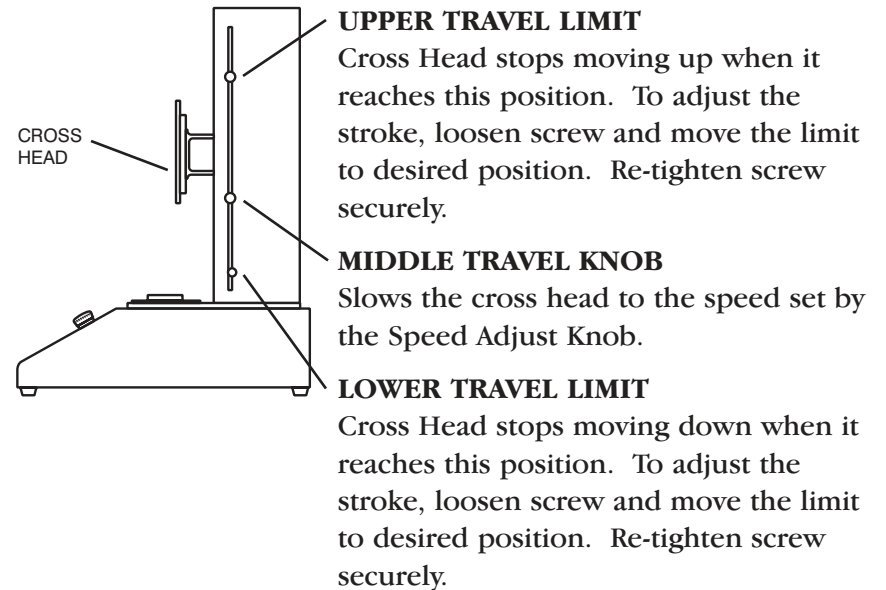 CROSS
HEAD
UPPER TRAVEL LIMIT
Cross Head stops moving up when it
reaches this position.  To adjust the
stroke, loosen screw and move the limit
to desired position.  Re-tighten screw
securely.
MIDDLE TRAVEL KNOB
Slows the cross head to the speed set by
the Speed Adjust Knob.
LOWER TRAVEL LIMIT
Cross Head stops moving down when it
reaches this position.  To adjust the
stroke, loosen screw and move the limit
to desired position.  Re-tighten screw
securely.